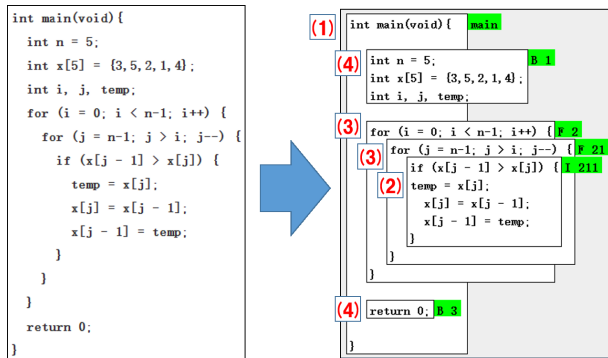 int main(void){
int n = 5;
int x[5] = {3,5,2,1,4};
int i, j, temp;
for (i = 0; i < n-1; i++) {
for (j = n-1; j > i; j--) {
if (x[j - 1] > x[j]) {
temp = x[j];
x[j] = x[j - 1];
x[j - 1] = temp;
}
}
}
return 0;
}
(1) int main(void){ main
(4) int n = 5; B 1
int x[5] = {3,5,2,1,4};
int i, j, temp;
(3) for (i = 0; i < n-1; i++) { F 2
(3) for (j = n-1; j > i; j--) { F 21
(2) if (x[j - 1] > x[j]) { I 211
temp = x[j];
x[j] = x[j - 1];
x[j - 1] = temp;
}
}
}
(4) return 0; B 3
}